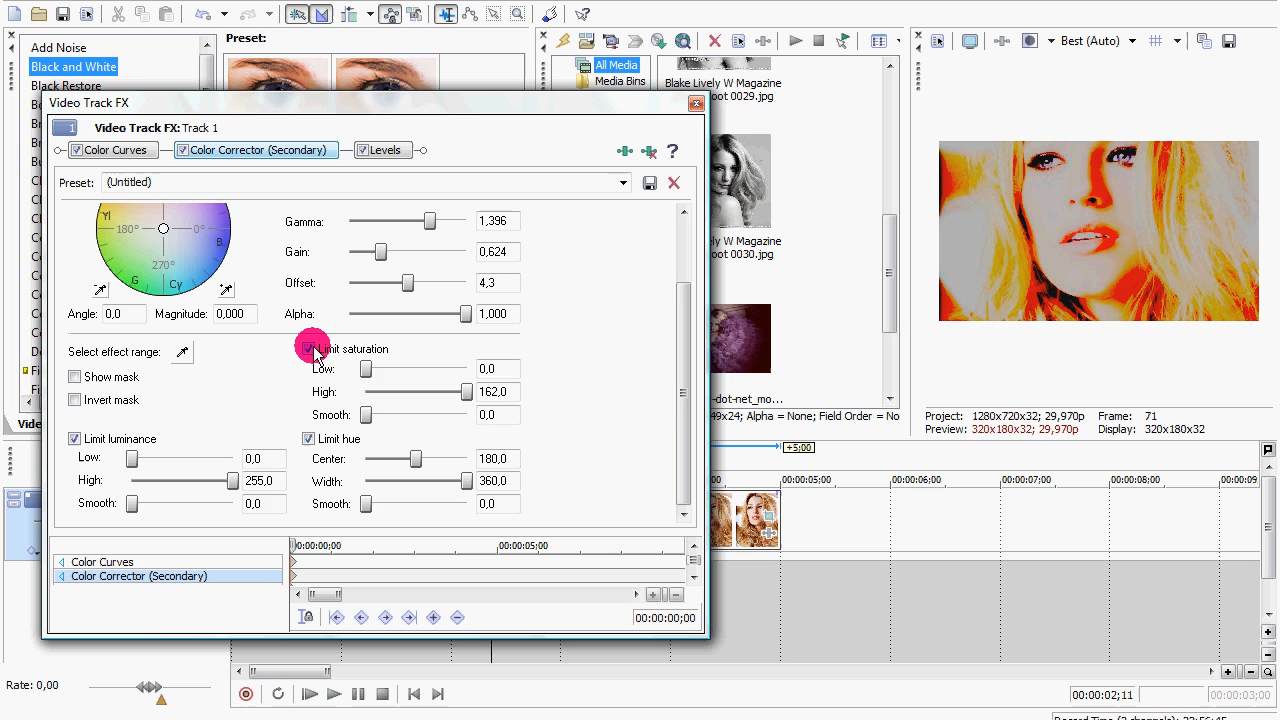 Preset:
Best (Auto)
Add Noise
Black and White
Black Restore
All Media
Media Bins
Blake Lively W Magazine
oot 0029.jpg
Video Track FX
1
Video Track FX: Track 1
Color Curves
Color Corrector (Secondary)
Levels
?
Preset: (Untitled)
Yl
180°
0°
B
270°
G
Cy
Gamma: 1,396
Gain: 0,624
Offset: 4,3
Alpha: 1,000
Angle: 0,0
Magnitude: 0,000
Select effect range:
Show mask
Invert mask
Limit saturation
Low: 0,0
High: 162,0
Smooth: 0,0
Limit luminance
Low: 0,0
High: 255,0
Smooth: 0,0
Limit hue
Center: 180,0
Width: 360,0
Smooth: 0,0
ly W Magazine
oot 0030.jpg
-dot-net_mo...
x24; Alpha = None; Field Order = No
Project: 1280x720x32; 29,970p
Frame: 71
Preview: 320x180x32; 29,970p
Display: 320x180x32
+5;00
00:00:05;00
00:00:06;00
00:00:07;00
00:00:08;00
00:00:09
00:00:00;00
00:00:05;00
Color Curves
Color Corrector (Secondary)
00:00:00;00
Rate: 0,00
00:00:02;11
00:00:03;00